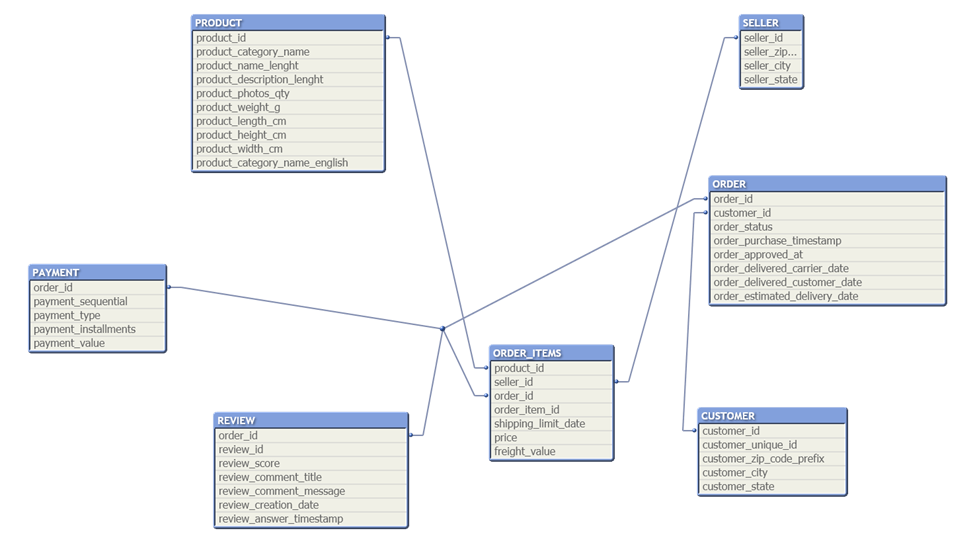 PRODUCT
product_id
product_category_name
product_name_lenght
product_description_lenght
product_photos_qty
product_weight_g
product_length_cm
product_height_cm
product_width_cm
product_category_name_english
SELLER
seller_id
seller_zip...
seller_city
seller_state
ORDER
order_id
customer_id
order_status
order_purchase_timestamp
order_approved_at
order_delivered_carrier_date
order_delivered_customer_date
order_estimated_delivery_date
PAYMENT
order_id
payment_sequential
payment_type
payment_installments
payment_value
ORDER_ITEMS
product_id
seller_id
order_id
order_item_id
shipping_limit_date
price
freight_value
REVIEW
order_id
review_id
review_score
review_comment_title
review_comment_message
review_creation_date
review_answer_timestamp
CUSTOMER
customer_id
customer_unique_id
customer_zip_code_prefix
customer_city
customer_state